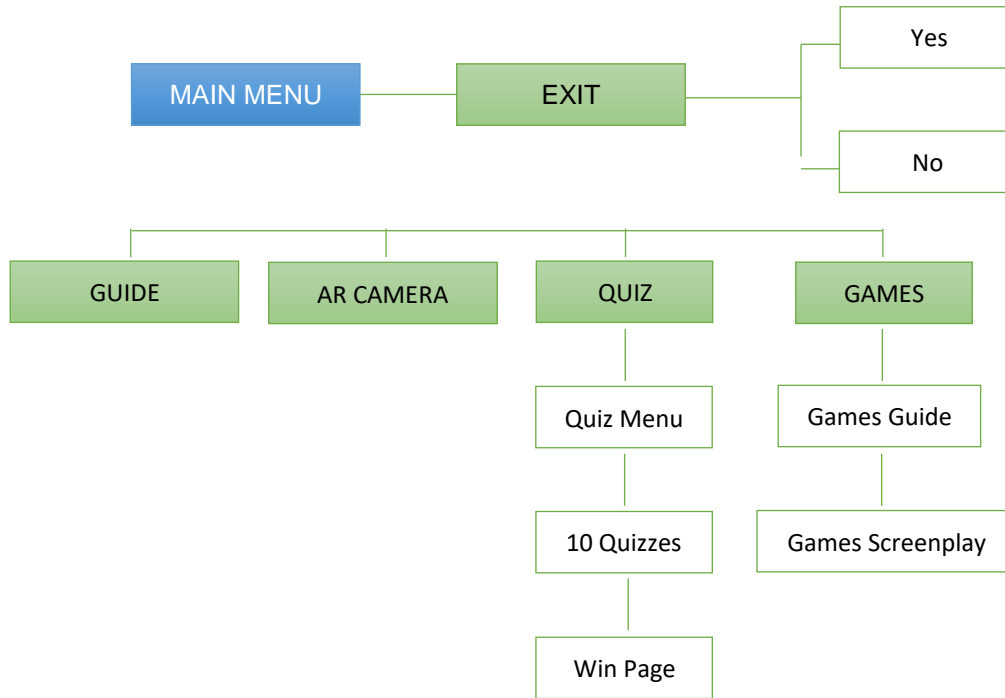 Yes
MAIN MENU
EXIT
No
GUIDE
AR CAMERA
QUIZ
GAMES
Quiz Menu
Games Guide
10 Quizzes
Games Screenplay
Win Page